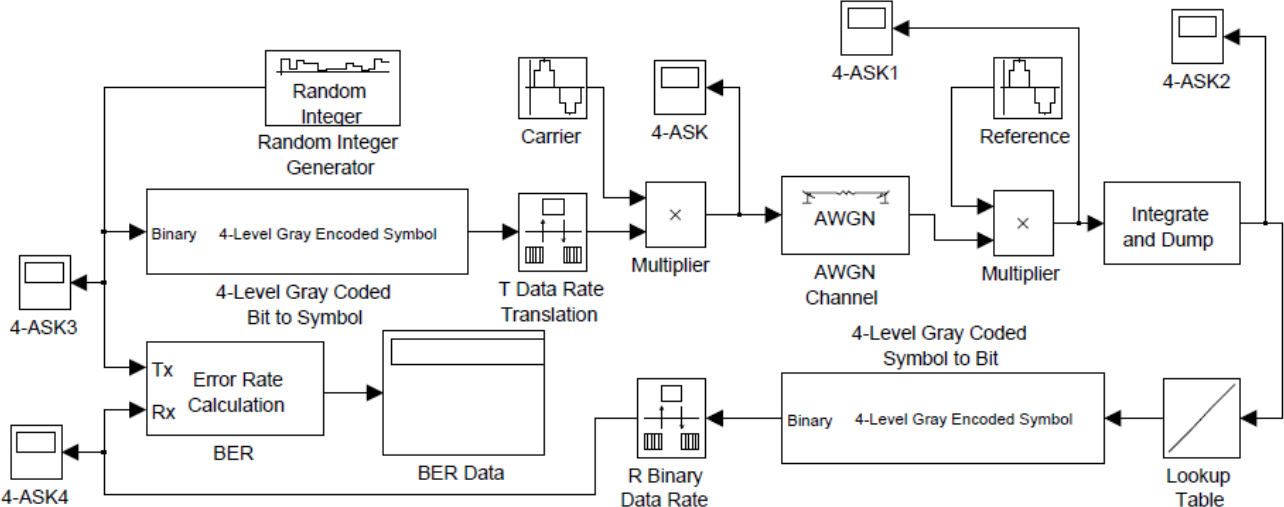 4-ASK1
4-ASK2
Random
Integer
Random Integer
Generator
Carrier
4-ASK
Reference
Binary
4-Level Gray Encoded Symbol
4-Level Gray Coded
Bit to Symbol
T Data Rate
Translation
×
Multiplier
AWGN
AWGN
Channel
×
Multiplier
Integrate
and Dump
4-ASK3
Tx
Rx
Error Rate
Calculation
BER
BER Data
4-ASK4
R Binary
Data Rate
4-Level Gray Coded
Symbol to Bit
Binary
4-Level Gray Encoded Symbol
Lookup
Table